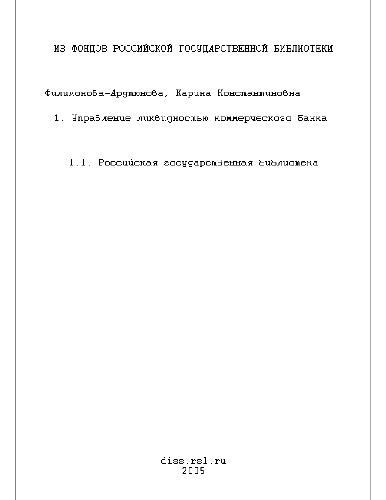 ИЗ ФОНДОВ РОССИЙСКОЙ ГОСУДАРСТВЕННОЙ БИБЛИОТЕКИ
Филимонова-Арутюнова, Карина Константиновна
1. Управление ликвидностью коммерческого банка
1.1. Российская государственная библиотека
diss.rsl.ru
2005